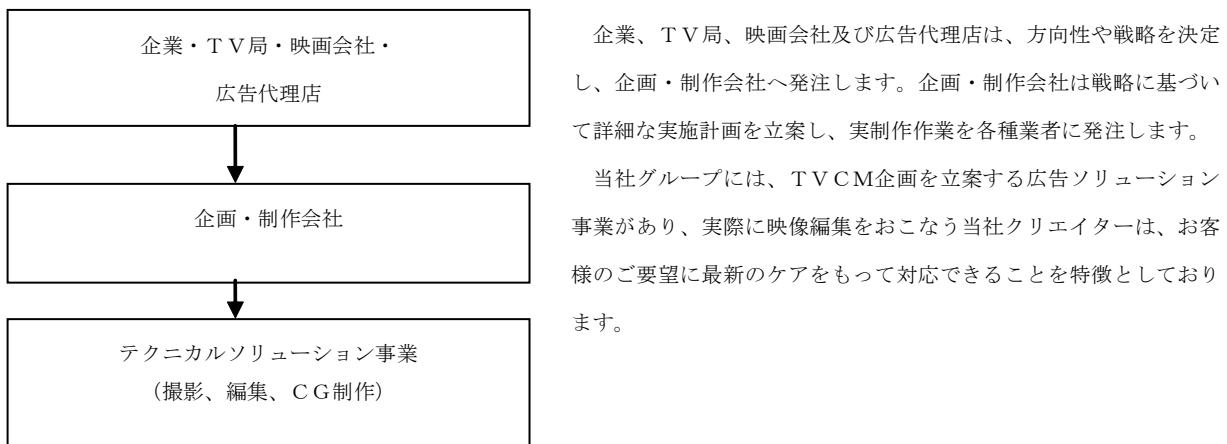 企業・ＴＶ局・映画会社・
広告代理店
企画・制作会社
テクニカルソリューション事業
（撮影、編集、ＣＧ制作）
企業、ＴＶ局、映画会社及び広告代理店は、方向性や戦略を決定
し、企画・制作会社へ発注します。企画・制作会社は戦略に基づい
て詳細な実施計画を立案し、実制作作業を各種業者に発注します。
当社グループには、ＴＶＣＭ企画を立案する広告ソリューション
事業があり、実際に映像編集をおこなう当社クリエイターは、お客
様のご要望に最新のケアをもって対応できることを特徴としており
ます。